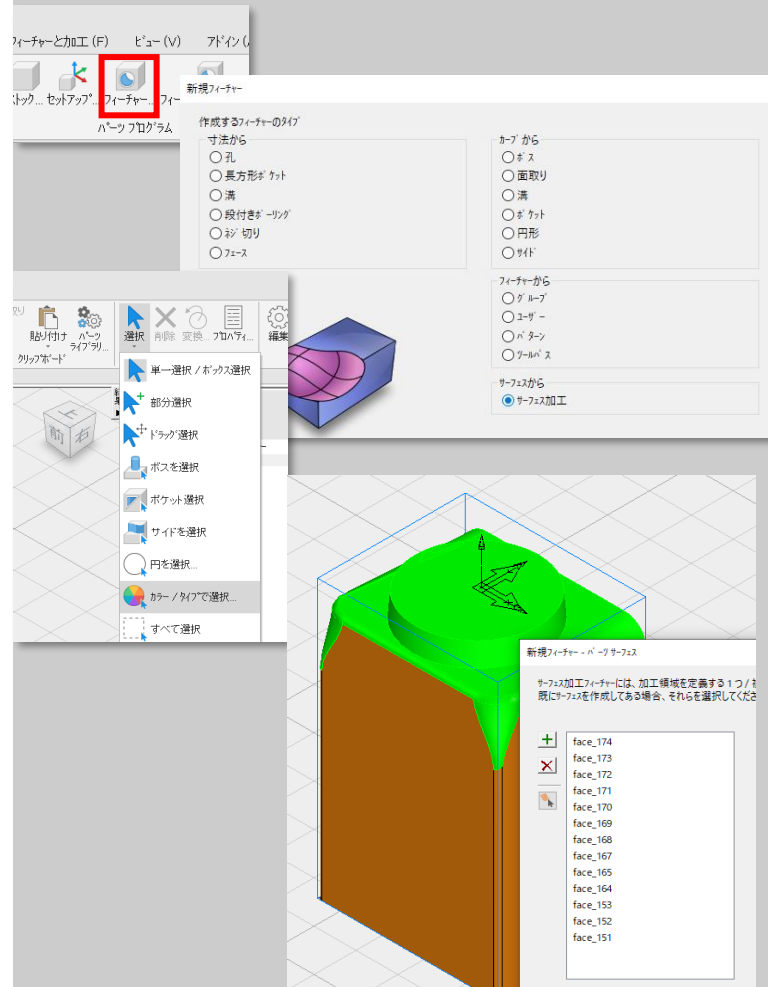 フィーチャーと加工 (F) ビュー (V) アドイン (
ストック... セットアップ... フィーチャー... フィー
パーツ プログラム
新規フィーチャー
作成するフィーチャーのタイプ
寸法から
孔
長方形ポケット
溝
段付きボーリング
ネジ切り
フェース
カーブから
ボス
面取り
溝
ポケット
円形
サイド
フィーチャーから
グループ
ユーザー
パターン
ツールパス
サーフェスから
サーフェス加工
貼り付け パーツ
ライブラリ...
クリップボード
選択 削除 変換... プロパティ... 編集
単一選択 / ボックス選択
部分選択
ドラッグ選択
ボスを選択
ポケット選択
サイドを選択
円を選択...
カラー / タイプで選択...
すべて選択
上
前 右
新規フィーチャー - パーツ サーフェス
サーフェス加工フィーチャーには、加工領域を定義する 1 つ /
既にサーフェスを作成してある場合、それらを選択してくださ
face_174
face_173
face_172
face_171
face_170
face_169
face_168
face_167
face_165
face_164
face_153
face_152
face_151